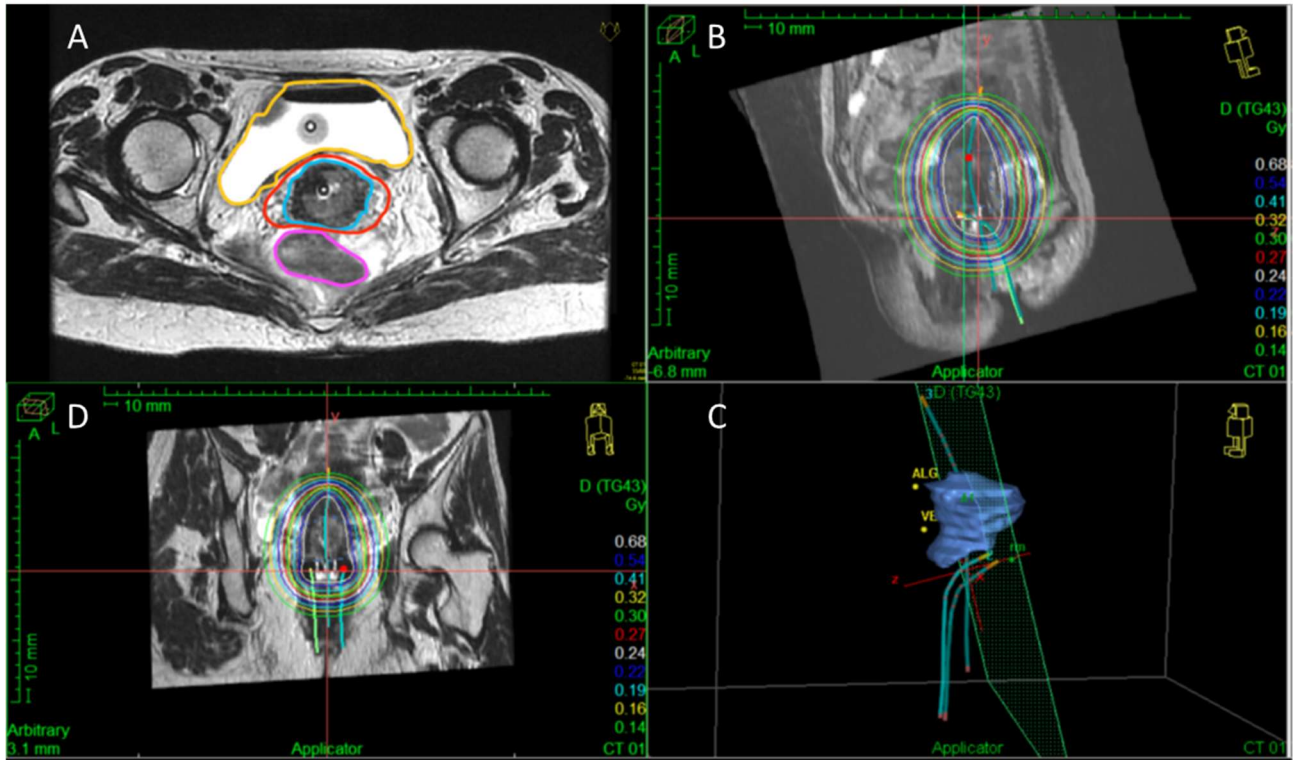 A
B
10 mm
A
L
y
D (TG43)
Gy
0.68
0.54
0.41
0.32
0.30
0.27
0.24
0.22
0.19
0.16
0.14
10 mm
Arbitrary
-6.8 mm
Applicator
CT 01
D
10 mm
A
L
y
D (TG43)
Gy
0.68
0.54
0.41
0.32
0.30
0.27
0.24
0.22
0.19
0.16
0.14
10 mm
Arbitrary
3.1 mm
Applicator
CT 01
C
3
D (TG43)
ALG
VE
rm
z
Applicator
CT 01